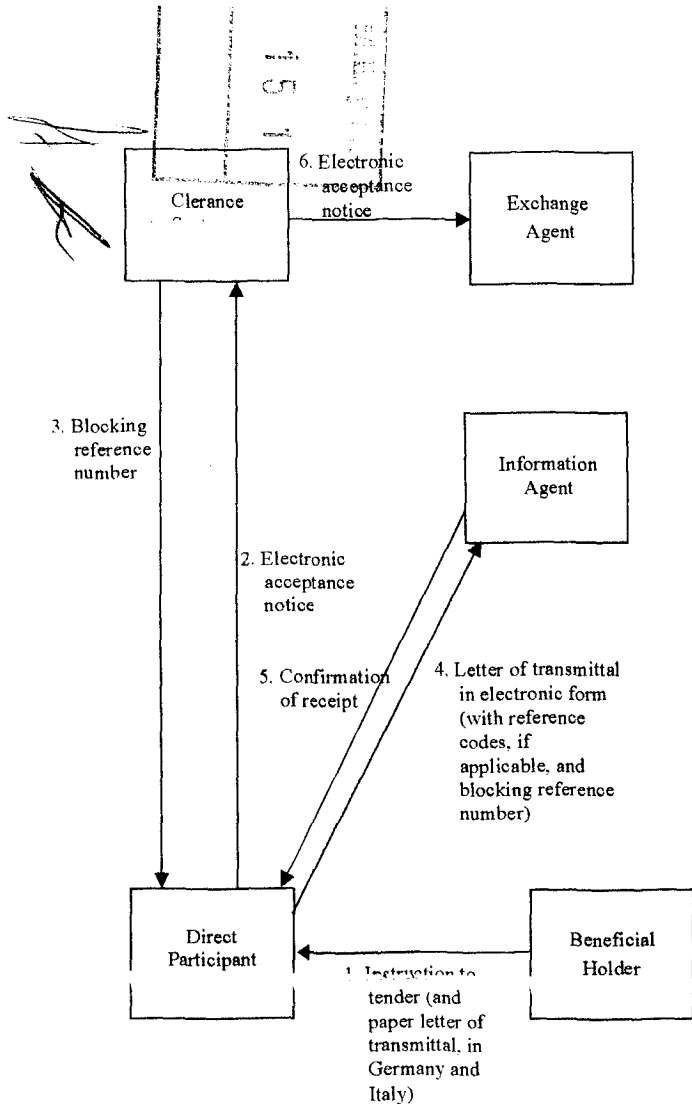 151
6. Electronic
acceptance
notice
Clerance
Exchange
Agent
3. Blocking
reference
number
Information
Agent
2. Electronic
acceptance
notice
5. Confirmation
of receipt
4. Letter of transmittal
in electronic form
(with reference
codes, if
applicable, and
blocking reference
number)
Direct
Participant
Beneficial
Holder
1. Instruction to
tender (and
paper letter of
transmittal, in
Germany and
Italy)